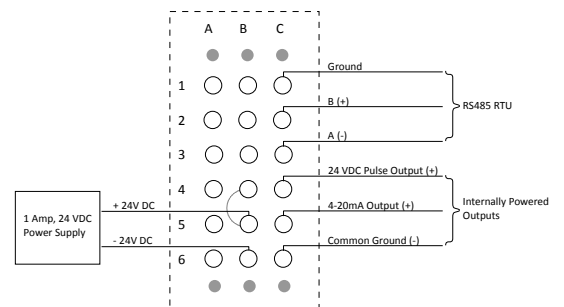 A B C
1
Ground
2
B (+)
RS485 RTU
3
A (-)
4
24 VDC Pulse Output (+)
1 Amp, 24 VDC
Power Supply
+ 24V DC
5
4-20mA Output (+)
Internally Powered
Outputs
- 24V DC
6
Common Ground (-)